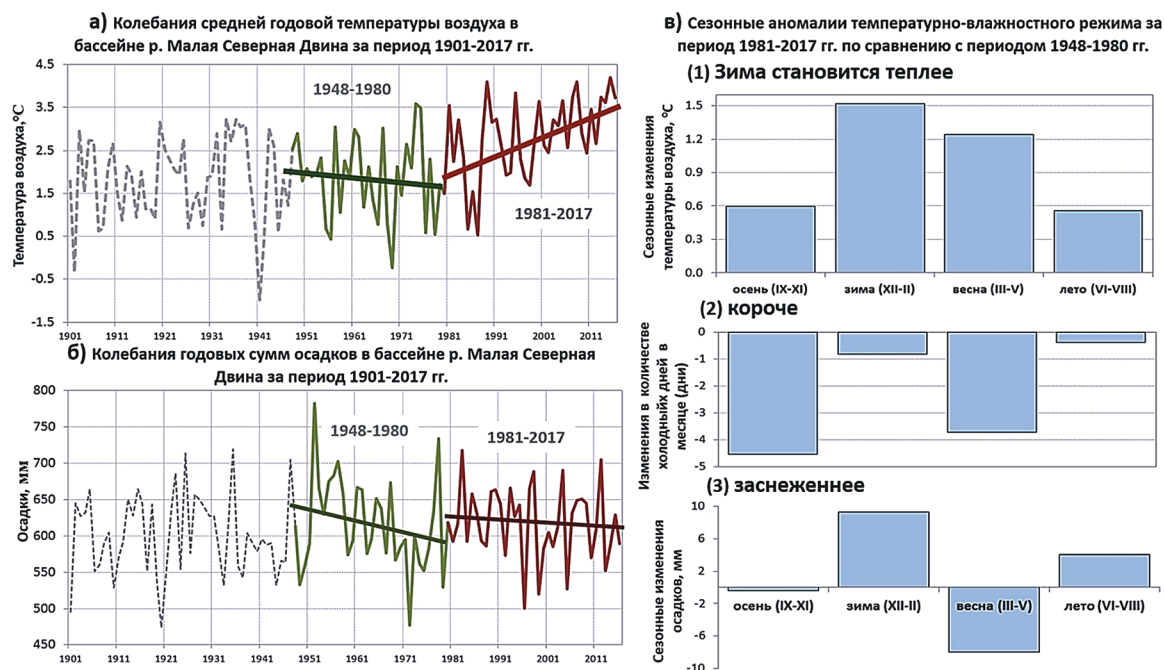 а) Колебания средней годовой температуры воздуха в
бассейне р. Малая Северная Двина за период 1901-2017 гг.
Температура воздуха,°C
4.5
3.5
2.5
1.5
0.5
-0.5
-1.5
1948-1980
1981-2017
1901 1911 1921 1931 1941 1951 1961 1971 1981 1991 2001 2011
б) Колебания годовых сумм осадков в бассейне р. Малая Северная
Двина за период 1901-2017 гг.
Осадки, мм
800
750
700
650
600
550
500
450
1948-1980
1981-2017
1901 1911 1921 1931 1941 1951 1961 1971 1981 1991 2001 2011
в) Сезонные аномалии температурно-влажностного режима за
период 1981-2017 гг. по сравнению с периодом 1948-1980 гг.
(1) Зима становится теплее
Сезонные изменения
температуры воздуха, °C
1.5
1.2
0.9
0.6
0.3
0.0
осень (IX-XI) зима (XII-II) весна (III-V) лето (VI-VIII)
(2) короче
Изменения в количестве
холодныйх дней в
месяце (дни)
0
-1
-2
-3
-4
-5
(3) заснеженнее
Сезонные изменения
осадков, мм
10
6
2
-2
-6
-10
осень (IX-XI) зима (XII-II) весна (III-V) лето (VI-VIII)